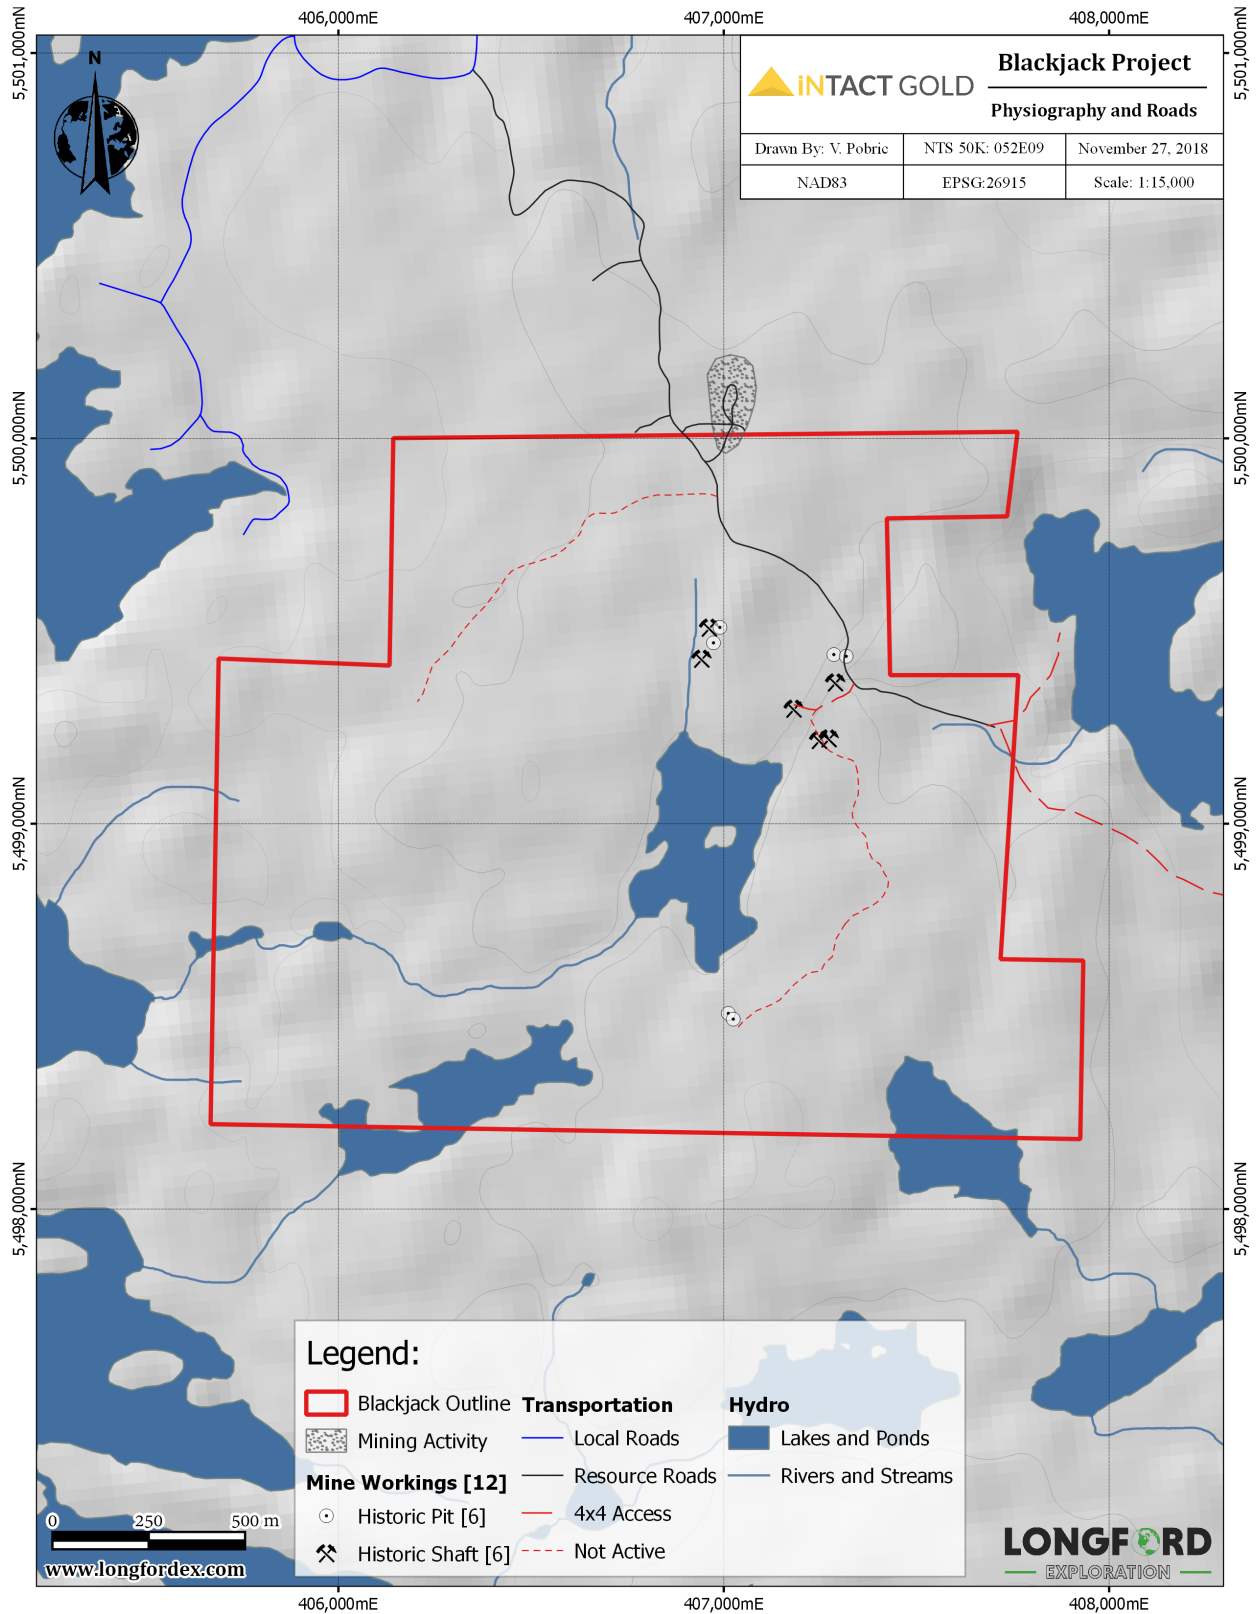 406,000mE 407,000mE 408,000mE
5,501,000mN 5,501,000mN
N
INTACT GOLD
Blackjack Project
Physiography and Roads
Drawn By: V. Pobric NTS 50K: 052E09 November 27, 2018
NAD83 EPSG:26915 Scale: 1:15,000
5,500,000mN 5,500,000mN
5,499,000mN 5,499,000mN
5,498,000mN 5,498,000mN
Legend:
Blackjack Outline
Mining Activity
Mine Workings [12]
Historic Pit [6]
Historic Shaft [6]
Transportation
Local Roads
Resource Roads
4x4 Access
Not Active
Hydro
Lakes and Ponds
Rivers and Streams
0 250 500 m
www.longfordex.com
LONGFORD
EXPLORATION
406,000mE 407,000mE 408,000mE